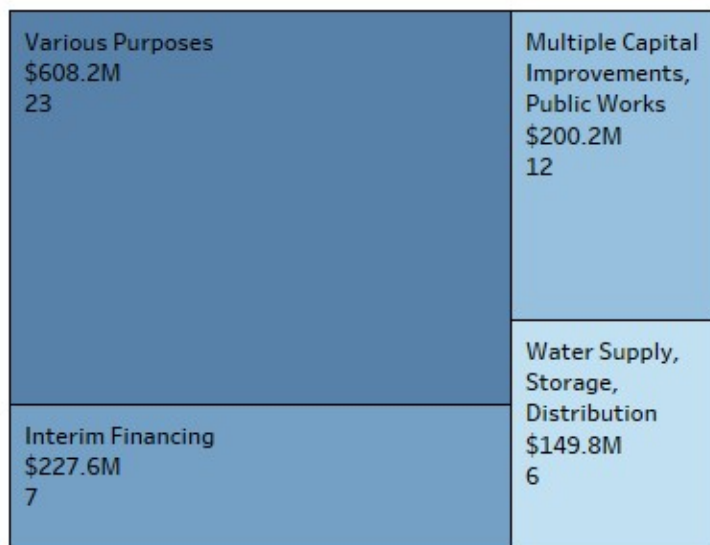 Various Purposes
$608.2M
23
Multiple Capital
Improvements,
Public Works
$200.2M
12
Interim Financing
$227.6M
7
Water Supply,
Storage,
Distribution
$149.8M
6